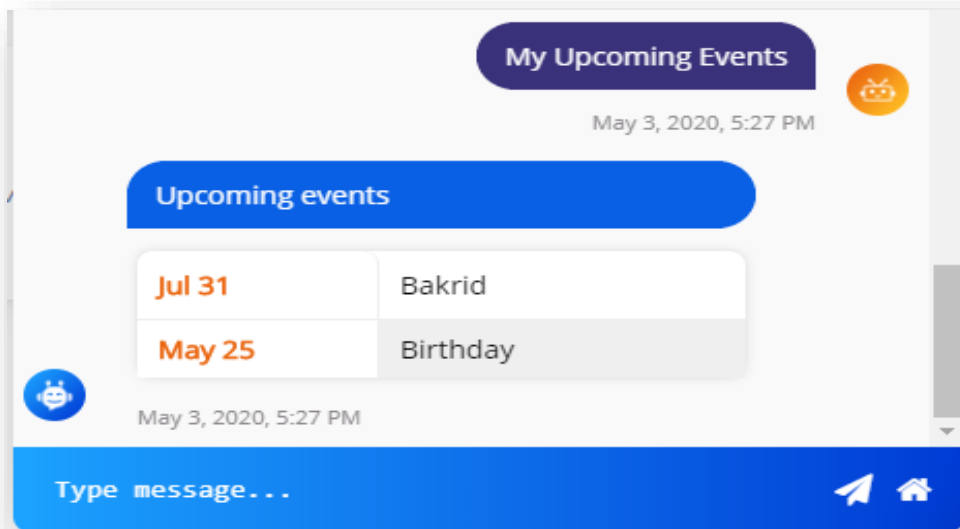 My Upcoming Events
May 3, 2020, 5:27 PM
Upcoming events
Jul 31 Bakrid
May 25 Birthday
May 3, 2020, 5:27 PM
Type message...